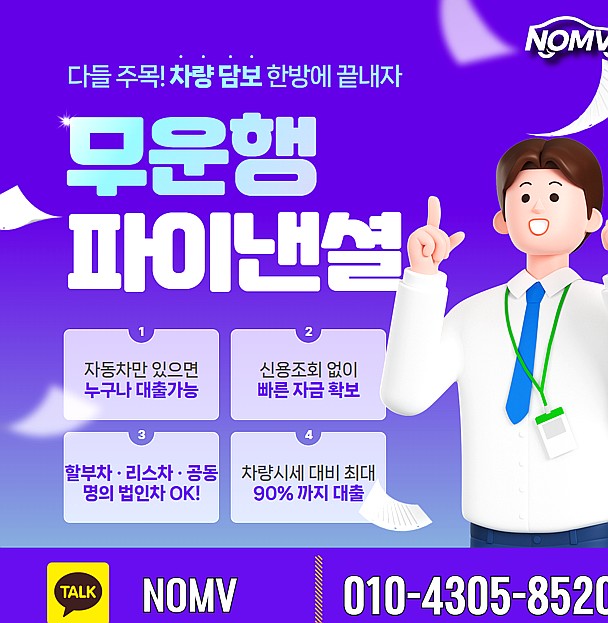 NOMV
다들 주목! 차량 담보 한방에 끝내자
무운행
파이낸셜
1
자동차만 있으면
누구나 대출가능
2
신용조회 없이
빠른 자금 확보
3
할부차 · 리스차 · 공동
명의 법인차 OK!
4
차량시세 대비 최대
90% 까지 대출
TALK
NOMV
010-4305-8520